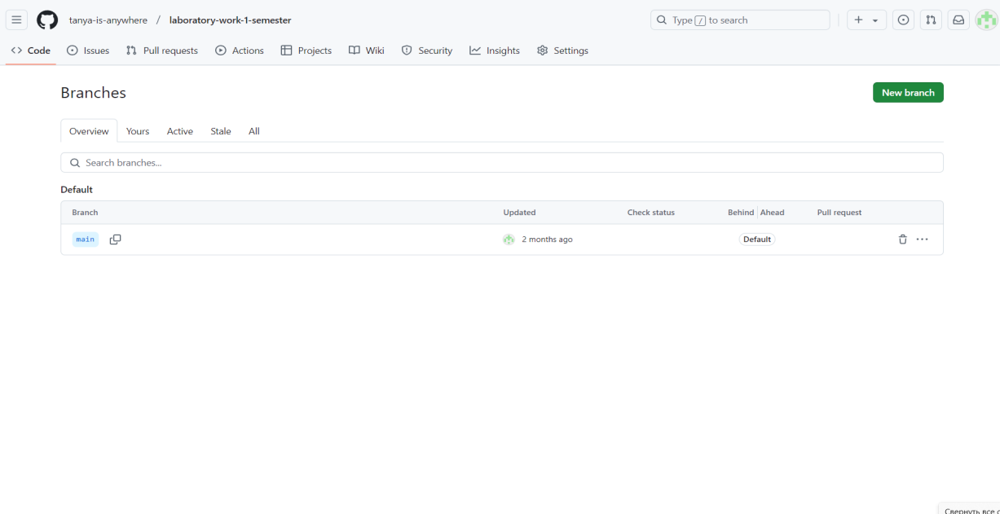 tanya-is-anywhere / laboratory-work-1-semester Type / to search
Code Issues Pull requests Actions Projects Wiki Security Insights Settings
Branches New branch
Overview Yours Active Stale All
Search branches...
Default
Branch Updated Check status Behind Ahead Pull request
main 2 months ago Default
Свернуть все